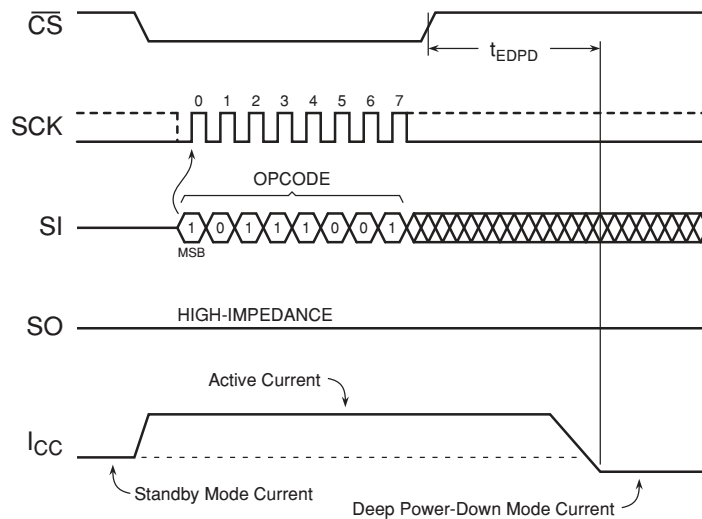 CS
tEDPD
0 1 2 3 4 5 6 7
SCK
OPCODE
SI
1 0 1 1 1 0 0 1
MSB
HIGH-IMPEDANCE
SO
Active Current
ICC
Standby Mode Current
Deep Power-Down Mode Current